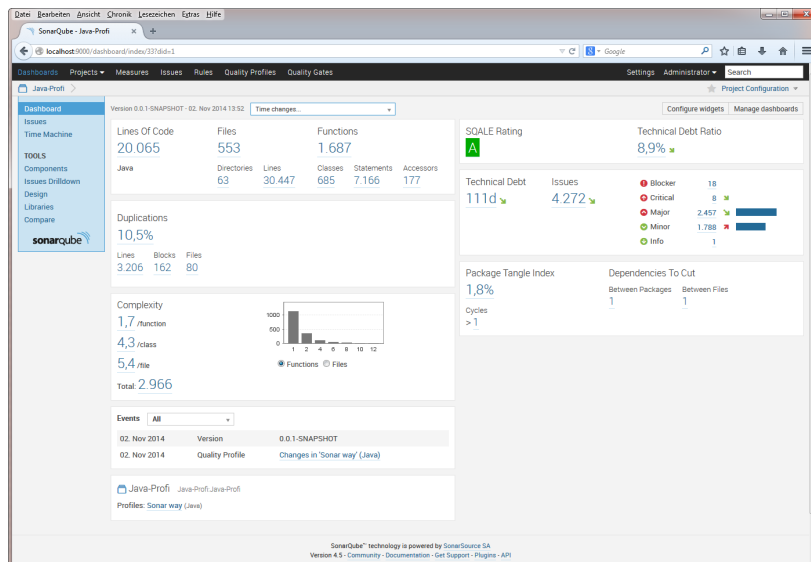 Datei Bearbeiten Ansicht Chronik Lesezeichen Extras Hilfe
SonarQube - Java-Profi × +
localhost:9000/dashboard/index/33?did=1
Google
Dashboards Projects Measures Issues Rules Quality Profiles Quality Gates Settings Administrator Search
Java-Profi Project Configuration
Dashboard
Issues
Time Machine
TOOLS
Components
Issues Drilldown
Design
Libraries
Compare
sonarqube
Version 0.0.1-SNAPSHOT - 02. Nov 2014 13:52 Time changes... Configure widgets Manage dashboards
Lines Of Code Files Functions
20.065 553 1.687
Java Directories Lines Classes Statements Accessors
63 30.447 685 7.166 177
Duplications
10,5%
Lines Blocks Files
3.206 162 80
Complexity
1,7 /function
4,3 /class
5,4 /file
Total: 2.966
1000
500
0
1 2 4 6 8 10 12
Functions Files
Events All
02. Nov 2014 Version 0.0.1-SNAPSHOT
02. Nov 2014 Quality Profile Changes in 'Sonar way' (Java)
Java-Profi Java-Profi:Java-Profi
Profiles: Sonar way (Java)
SQALE Rating Technical Debt Ratio
A 8,9%
Technical Debt Issues
111d 4.272
Blocker 18
Critical 8
Major 2.457
Minor 1.788
Info 1
Package Tangle Index Dependencies To Cut
1,8% Between Packages Between Files
1 1
Cycles
> 1
SonarQube™ technology is powered by SonarSource SA
Version 4.5 - Community - Documentation - Get Support - Plugins - API